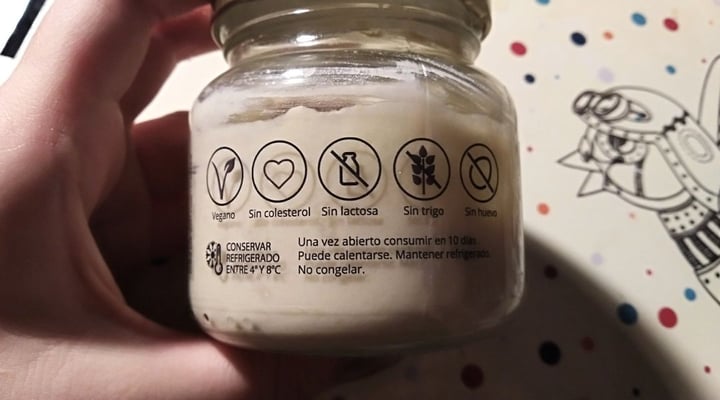 Vegano Sin colesterol Sin lactosa Sin trigo Sin huevo
CONSERVAR
REFRIGERADO
ENTRE 4° Y 8°C
Una vez abierto consumir en 10 días
Puede calentarse. Mantener refrigerado.
No congelar.